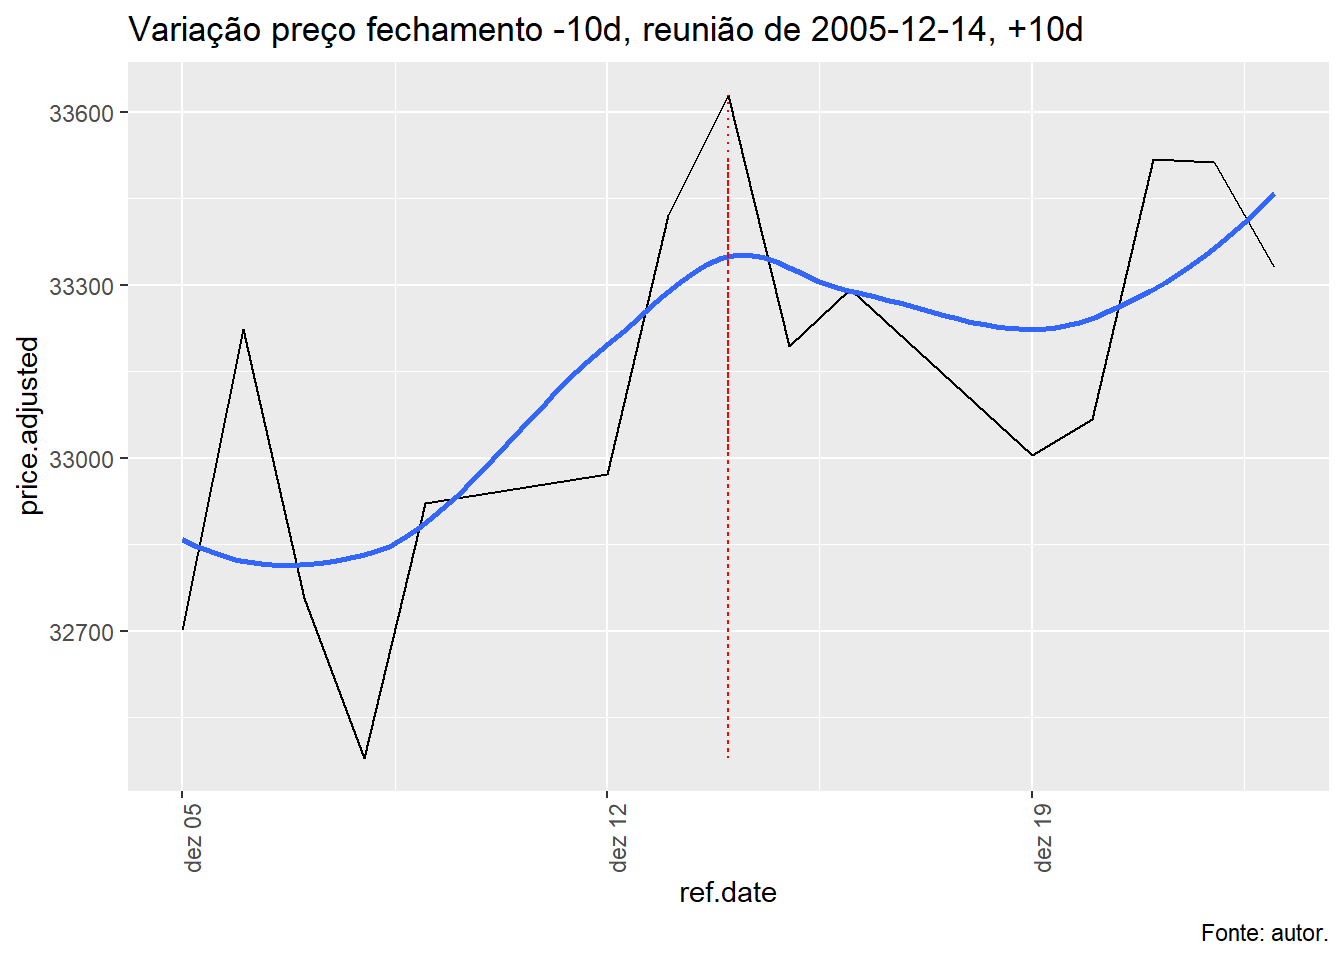 Variação preço fechamento -10d, reunião de 2005-12-14, +10d
price.adjusted
33600
33300
33000
32700
dez 05
dez 12
dez 19
ref.date
Fonte: autor.